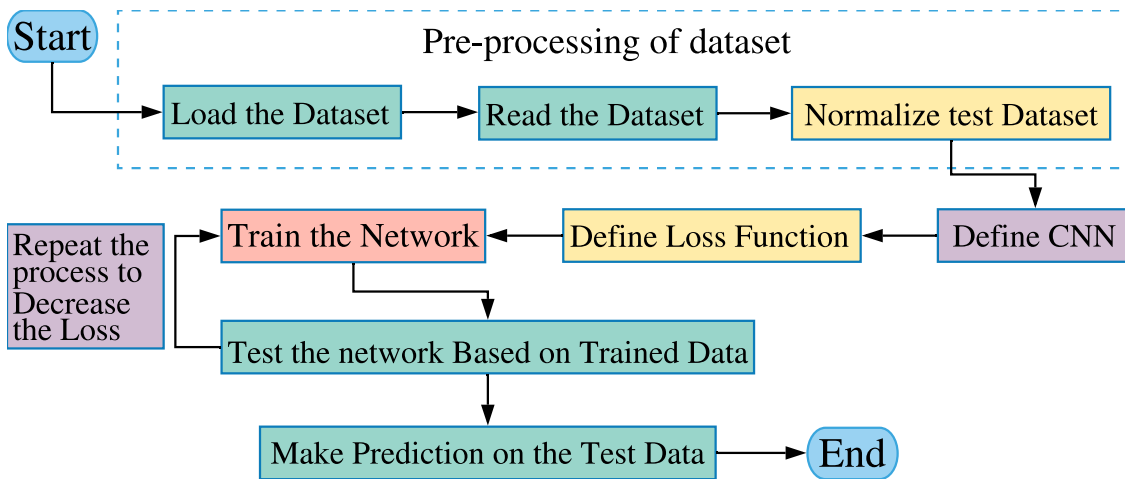 Start
Pre-processing of dataset
Load the Dataset
Read the Dataset
Normalize test Dataset
Define CNN
Define Loss Function
Train the Network
Repeat the
process to
Decrease
the Loss
Test the network Based on Trained Data
Make Prediction on the Test Data
End